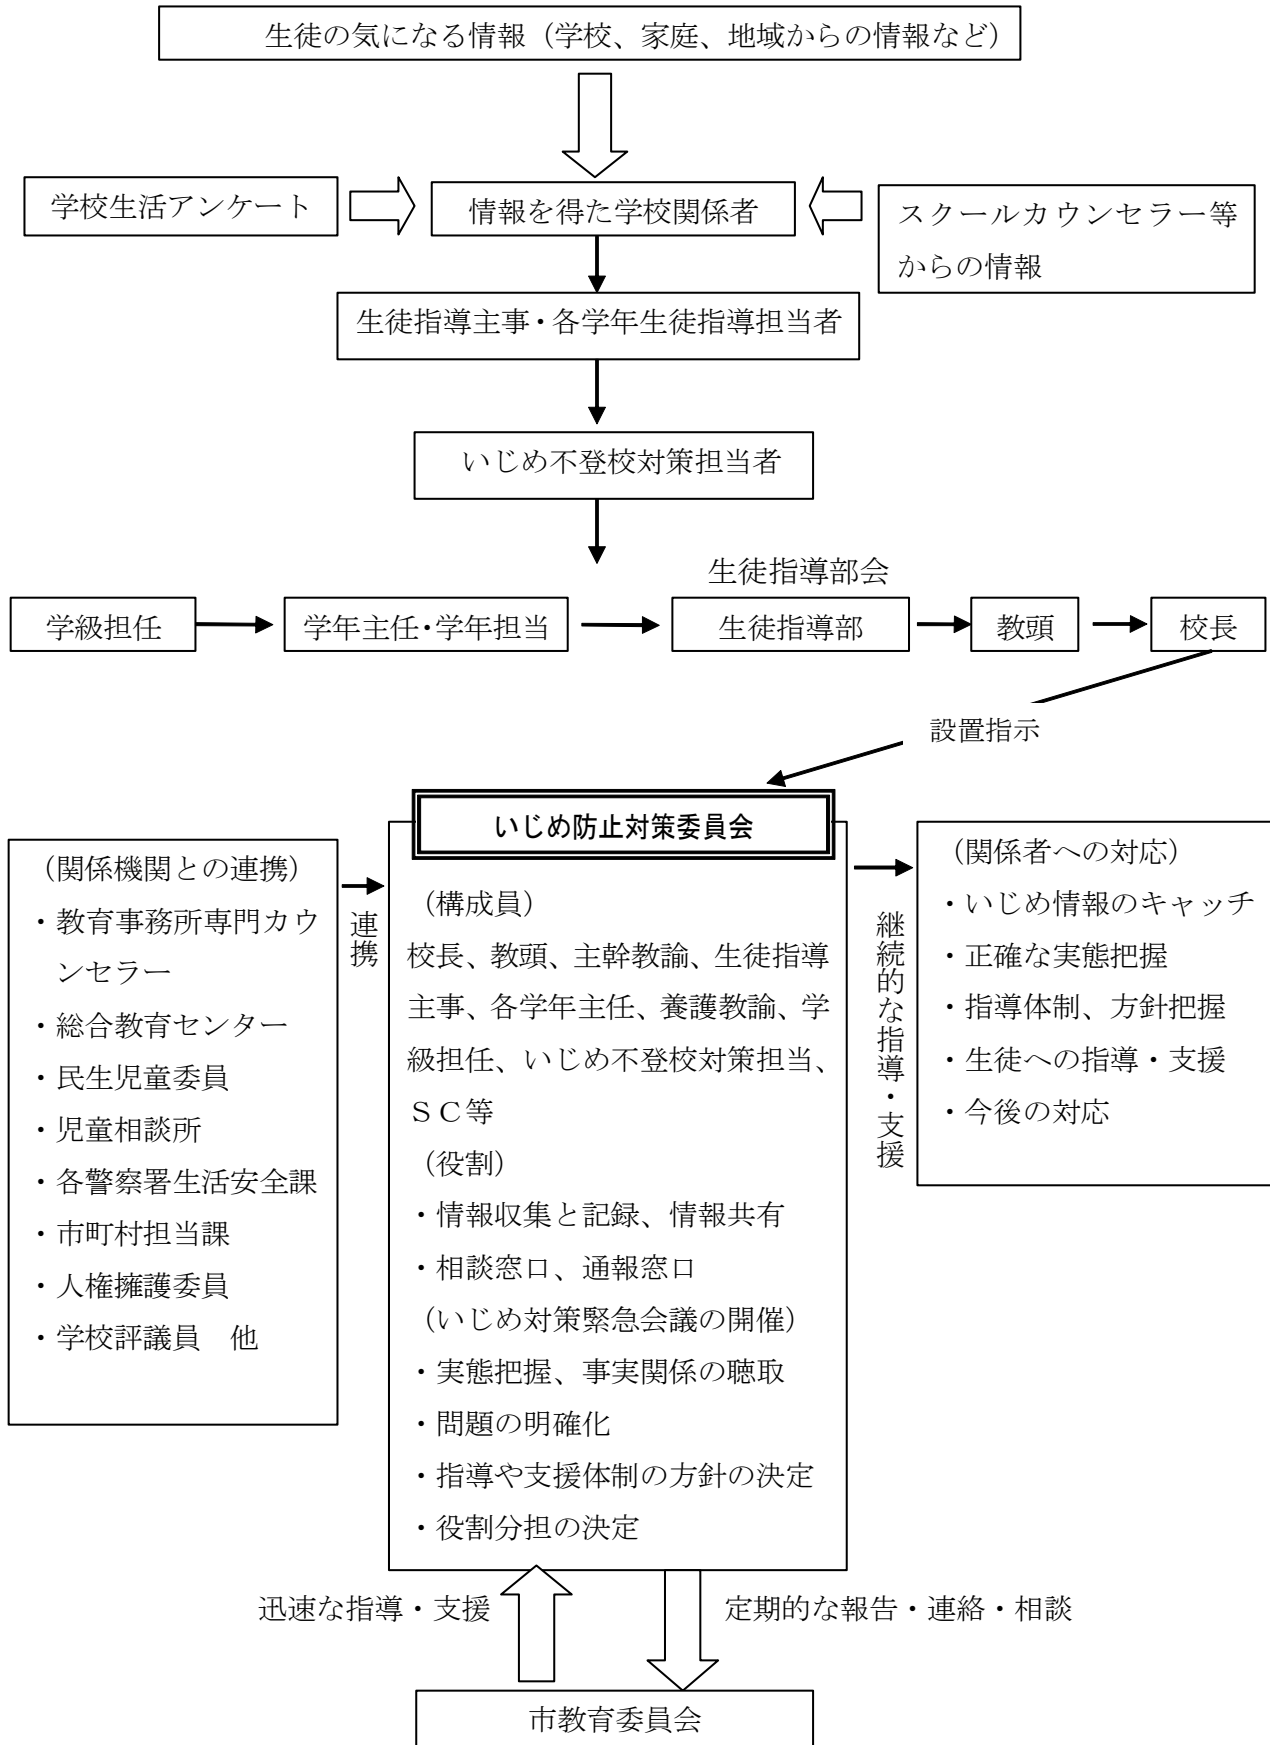 生徒の気になる情報（学校、家庭、地域からの情報など）
学校生活アンケート
情報を得た学校関係者
スクールカウンセラー等
からの情報
生徒指導主事・各学年生徒指導担当者
いじめ不登校対策担当者
生徒指導部会
学級担任
学年主任・学年担当
生徒指導部
教頭
校長
設置指示
いじめ防止対策委員会
（関係機関との連携）
・教育事務所専門カウ
ンセラー
・総合教育センター
・民生児童委員
・児童相談所
・各警察署生活安全課
・市町村担当課
・人権擁護委員
・学校評議員　他
連携
（構成員）
校長、教頭、主幹教諭、生徒指導
主事、各学年主任、養護教諭、学
級担任、いじめ不登校対策担当、
ＳＣ等
（役割）
・情報収集と記録、情報共有
・相談窓口、通報窓口
（いじめ対策緊急会議の開催）
・実態把握、事実関係の聴取
・問題の明確化
・指導や支援体制の方針の決定
・役割分担の決定
継続的な指導・支援
（関係者への対応）
・いじめ情報のキャッチ
・正確な実態把握
・指導体制、方針把握
・生徒への指導・支援
・今後の対応
迅速な指導・支援
定期的な報告・連絡・相談
市教育委員会